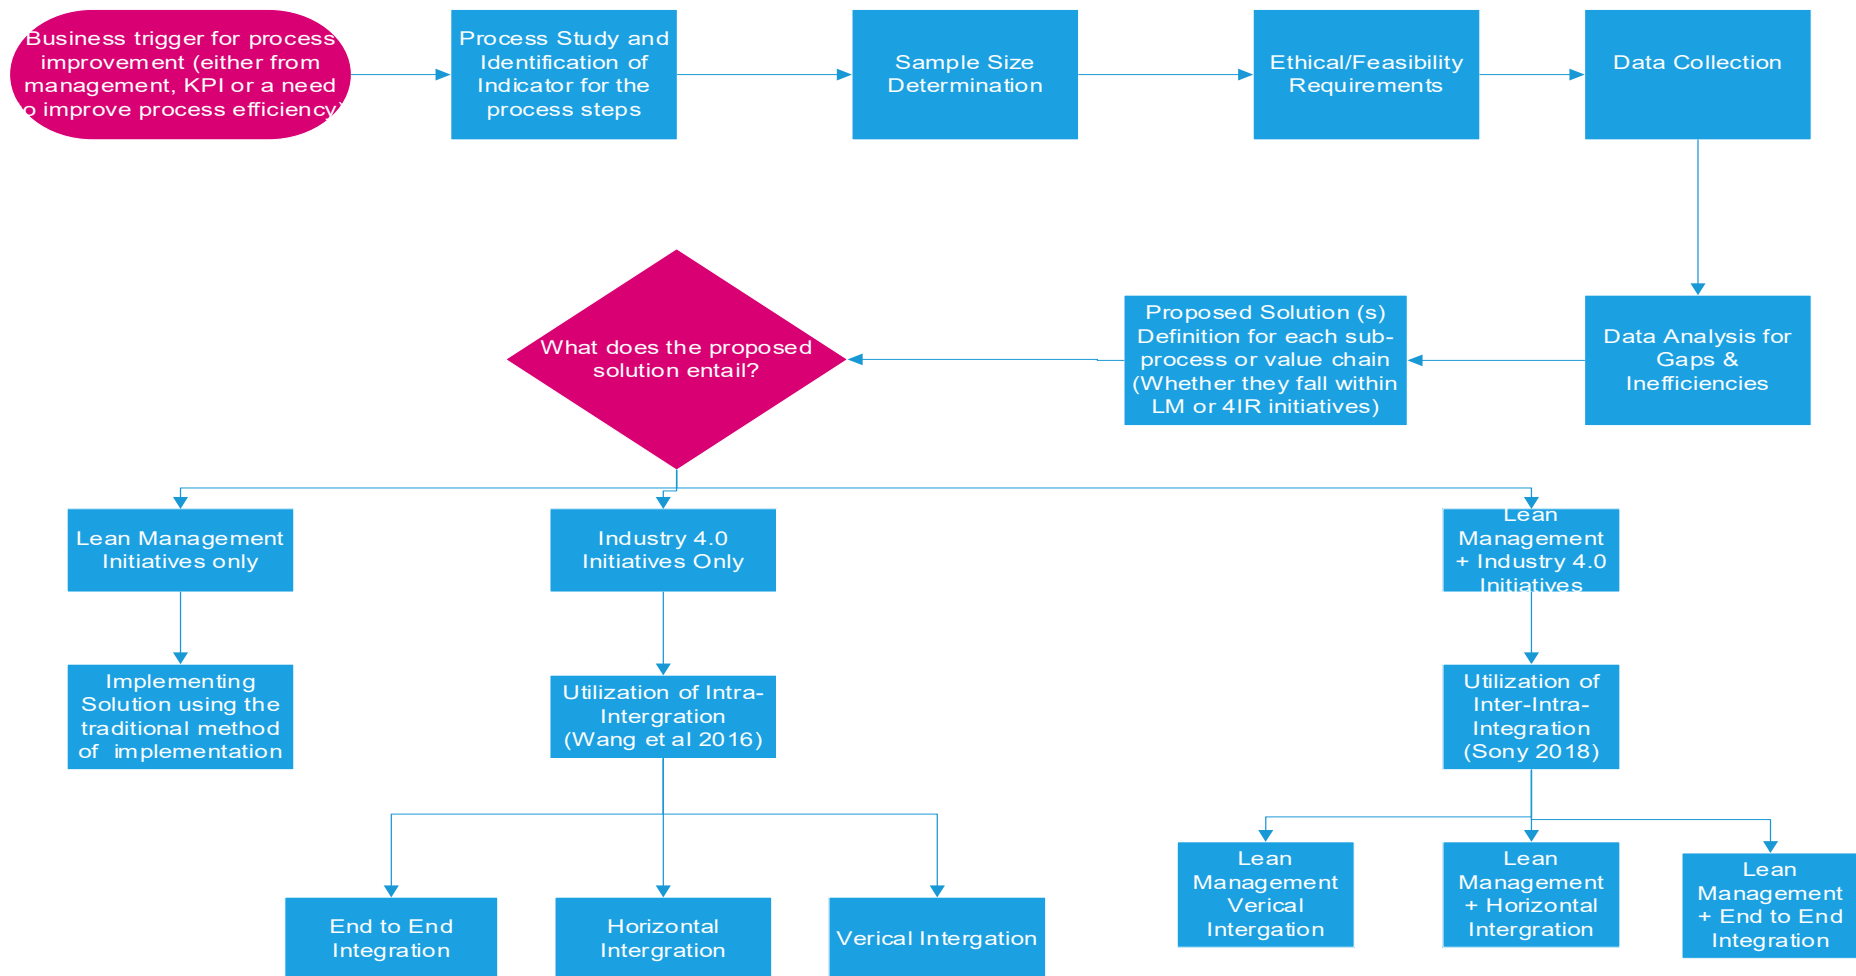 Business trigger for process
improvement (either from
management, KPI or a need
o improve process efficiency)
Process Study and
Identification of
Indicator for the
process steps
Sample Size
Determination
Ethical/Feasibility
Requirements
Data Collection
What does the proposed
solution entail?
Proposed Solution (s)
Definition for each sub-
process or value chain
(Whether they fall within
LM or 4IR initiatives)
Data Analysis for
Gaps &
Inefficiencies
Lean Management
Initiatives only
Industry 4.0
Initiatives Only
Lean
Management
+ Industry 4.0
Initiatives
Implementing
Solution using the
traditional method
of  implementation
Utilization of Intra-
Intergration
(Wang et al 2016)
Utilization of
Inter-Intra-
Integration
(Sony 2018)
End to End
Integration
Horizontal
Intergration
Verical Intergation
Lean
Management
Verical
Intergation
Lean
Management
+ Horizontal
Intergration
Lean
Management
+ End to End
Integration